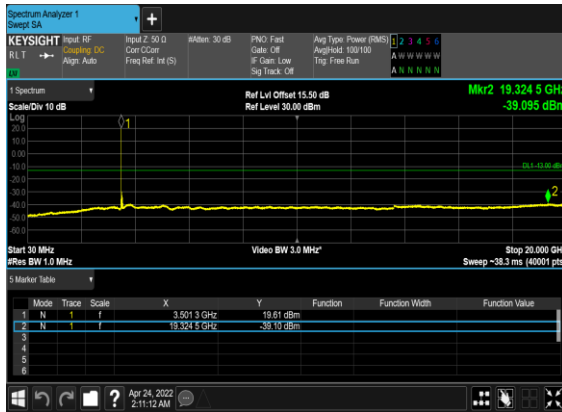 Spectrum Analyzer 1
Swept SA
KEYSIGHT Input: RF Input Z: 50 Ω #Atten: 30 dB PNO: Fast Avg Type: Power (RMS) 1 2 3 4 5 6
RLT Coupling: DC Corr CCorr Gate: Off Avg|Hold: 100/100 A W W W W W
Align: Auto Freq Ref: Int (S) IF Gain: Low Trig: Free Run
LXI Sig Track: Off A N N N N N
1 Spectrum Ref Lvl Offset 15.50 dB Mkr2 19.324 5 GHz
Scale/Div 10 dB Ref Level 30.00 dBm -39.095 dBm
Log
20.0
10.0
0.00
-10.0
-20.0
-30.0
-40.0
-50.0
-60.0
1
DL1 -13.00 dBm
2
Start 30 MHz Video BW 3.0 MHz* Stop 20.000 GHz
#Res BW 1.0 MHz Sweep ~38.3 ms (40001 pts)
5 Marker Table
Mode Trace Scale X Y Function Function Width Function Value
1 N 1 f 3.501 3 GHz 19.61 dBm
2 N 1 f 19.324 5 GHz -39.10 dBm
3
4
5
6
? Apr 24, 2022
2:11:12 AM